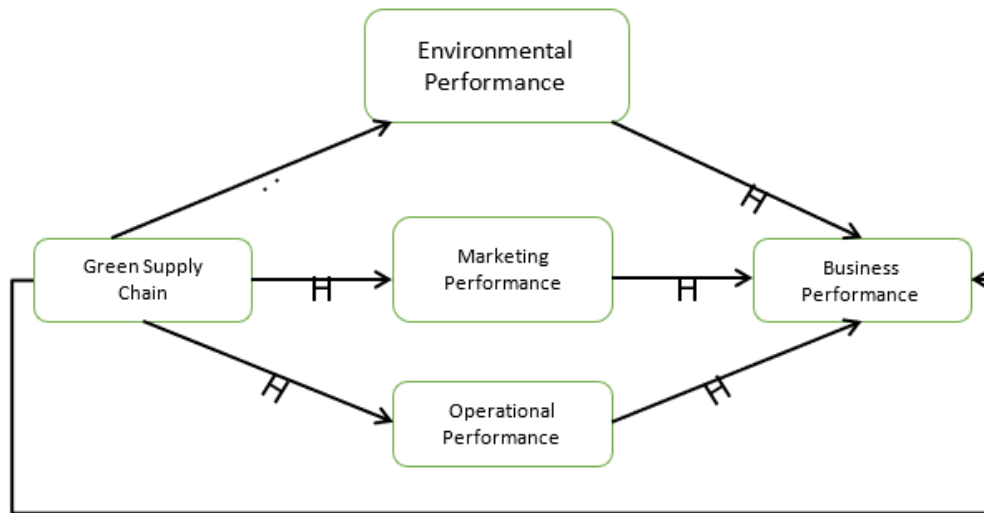 Environmental
Performance
H
Green Supply
Chain
H
Marketing
Performance
H
Business
Performance
H
Operational
Performance
H